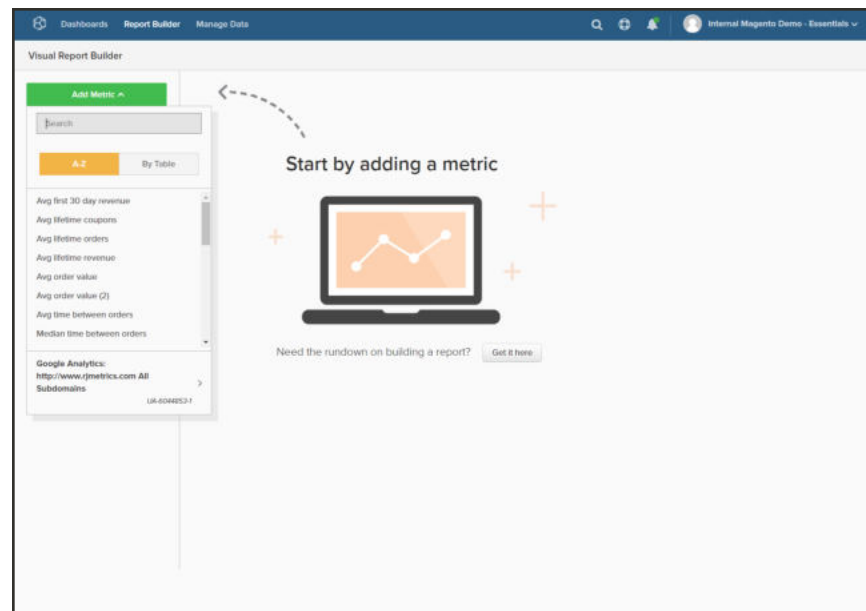 Dashboards Report Builder Manage Data Internal Magento Demo - Essentials
Visual Report Builder
Add Metric
Search
A-Z By Table
Avg first 30 day revenue
Avg lifetime coupons
Avg lifetime orders
Avg lifetime revenue
Avg order value
Avg order value (2)
Avg time between orders
Median time between orders
Google Analytics:
http://www.rjmetrics.com All
Subdomains
Start by adding a metric
Need the rundown on building a report? Get it here